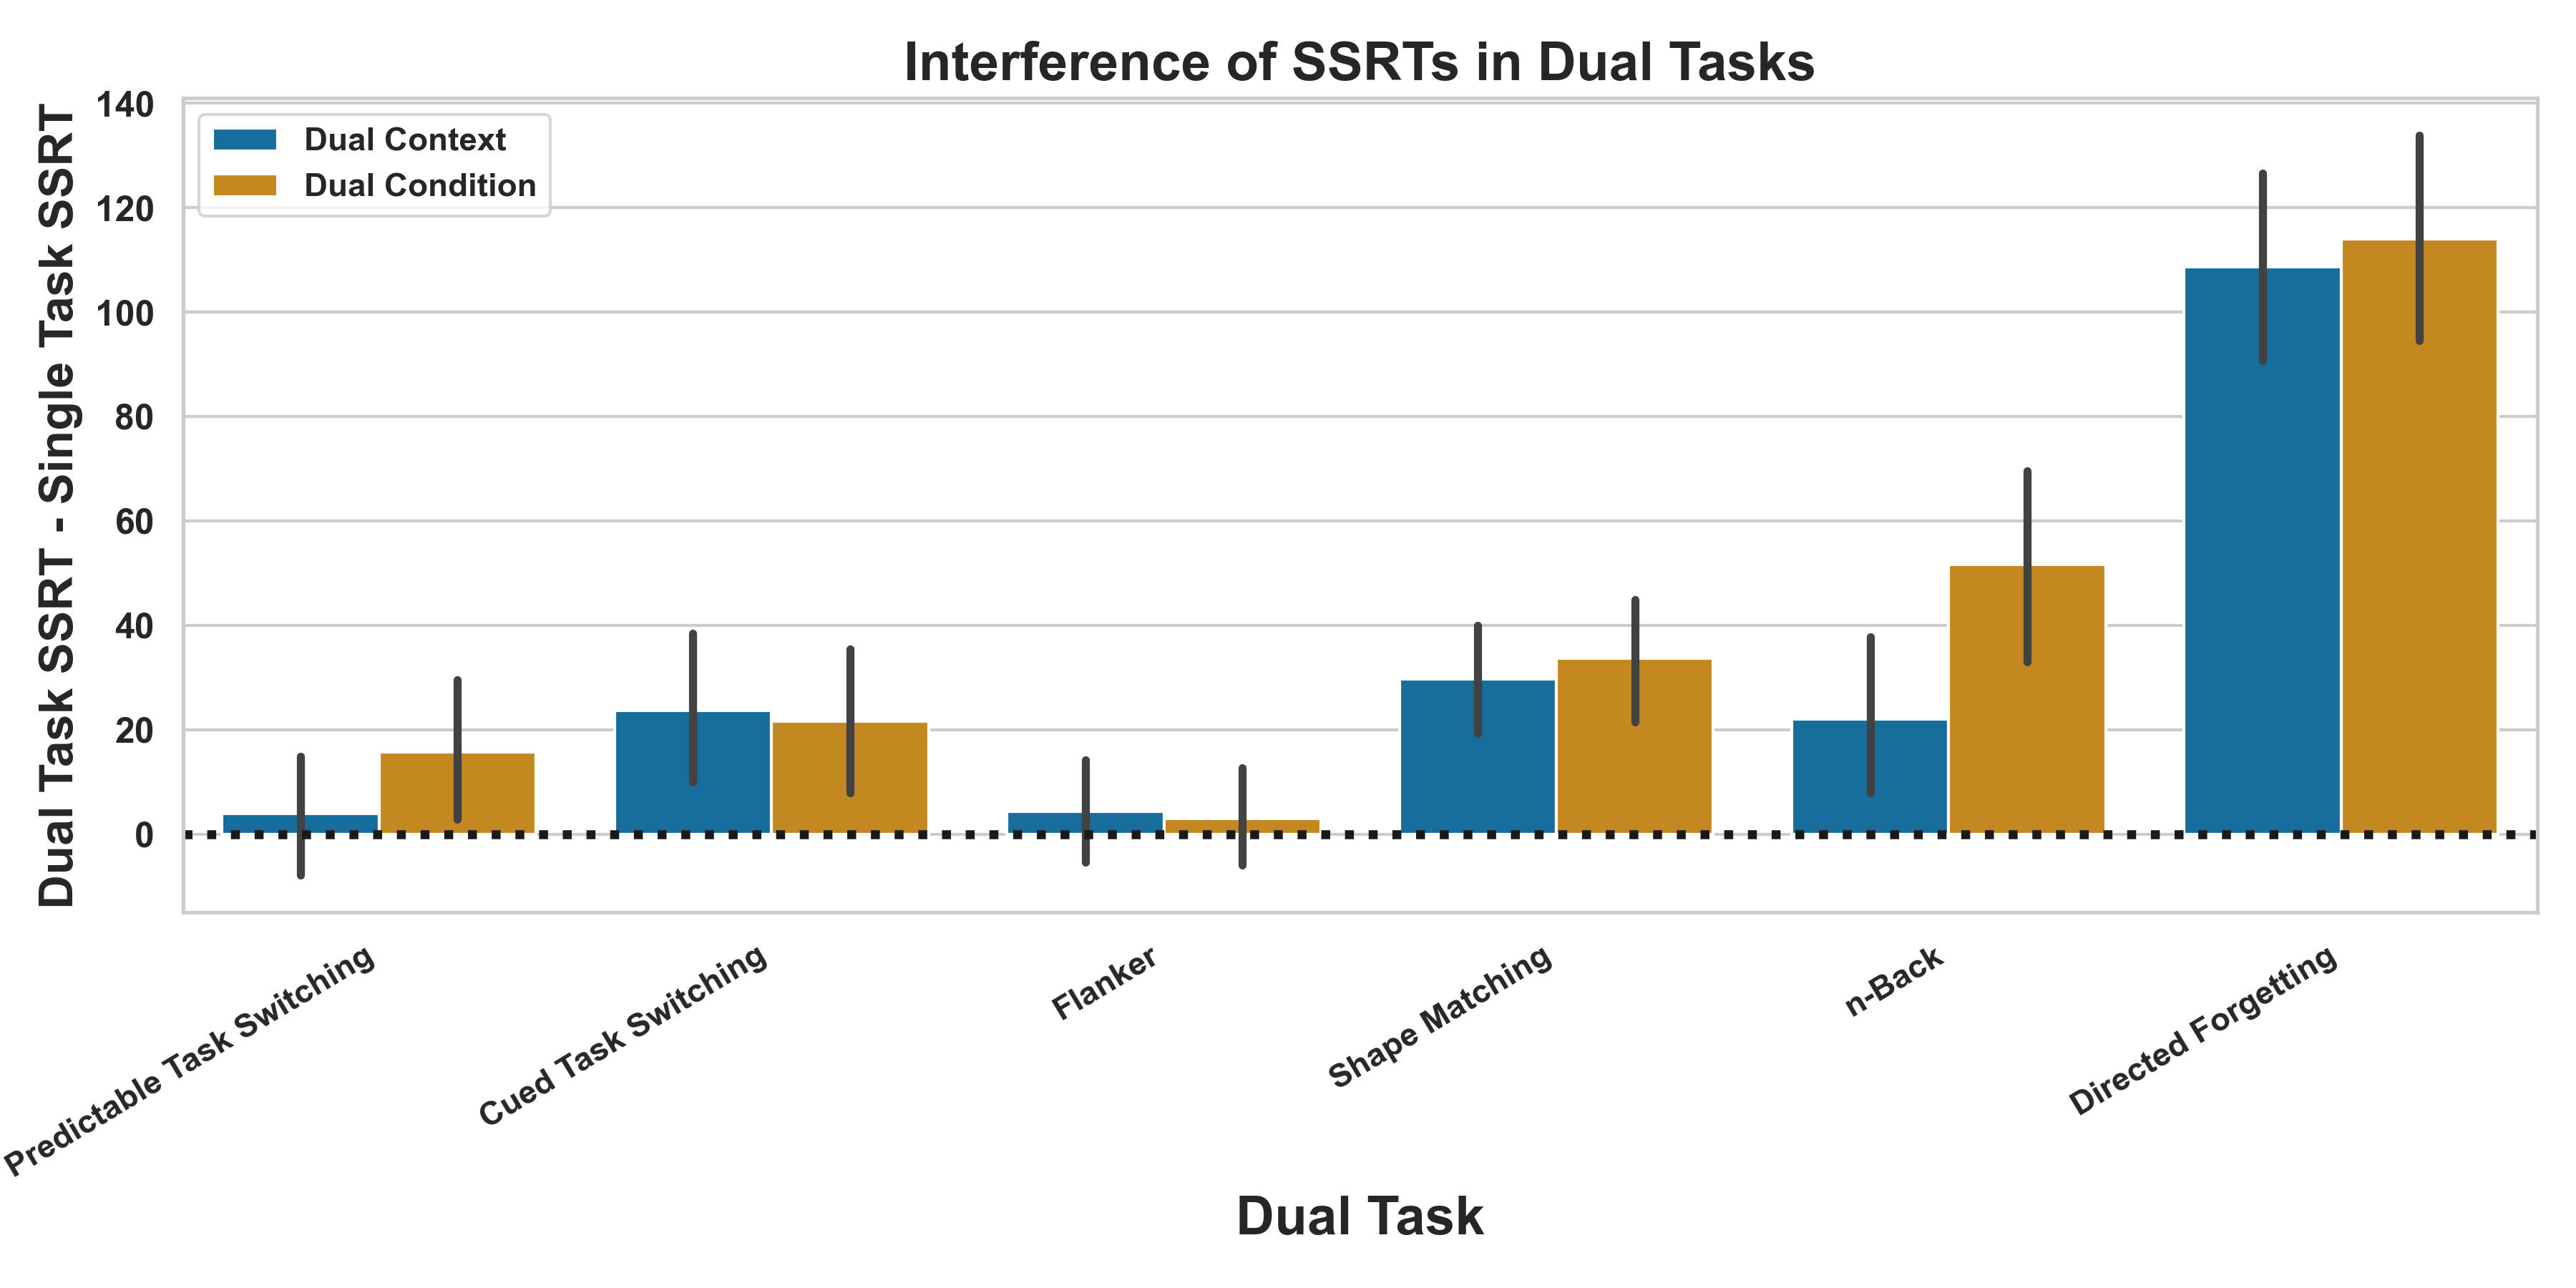 Interference of SSRTs in Dual Tasks
Dual Task SSRT - Single Task SSRT
140
120
100
80
60
40
20
0
Dual Context
Dual Condition
Predictable Task Switching
Cued Task Switching
Flanker
Shape Matching
n-Back
Directed Forgetting
Dual Task